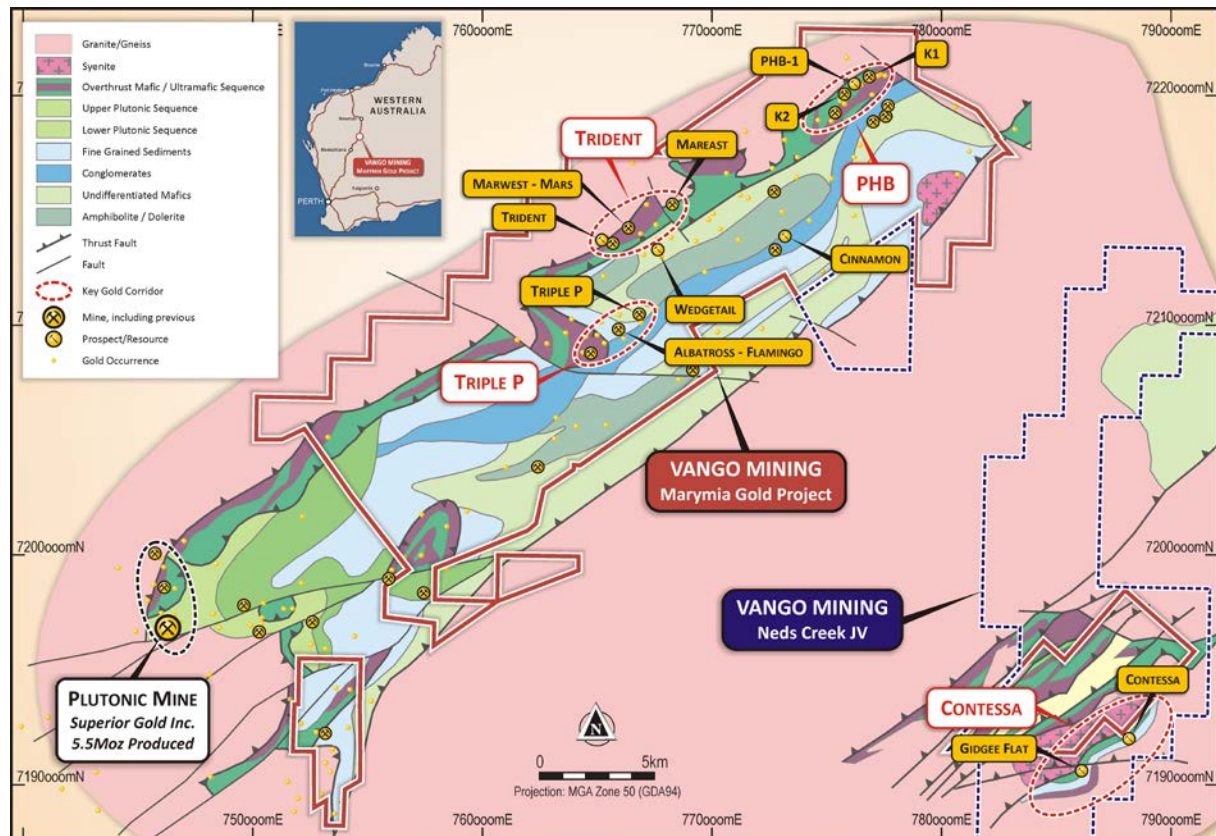 760000mE
770000mE
780000mE
790000mE
Granite/Gneiss
Syenite
Overthrust Mafic / Ultramafic Sequence
Upper Plutonic Sequence
Lower Plutonic Sequence
Fine Grained Sediments
Conglomerates
Undifferentiated Mafics
Amphibolite / Dolerite
Thrust Fault
Fault
Key Gold Corridor
Mine, including previous
Prospect/Resource
Gold Occurrence
WESTERN
AUSTRALIA
VANGO MINING
Marymia Gold Project
PERTH
PHB-1
K1
K2
7220000mN
TRIDENT
MAREAST
MARWEST - MARS
TRIDENT
PHB
CINNAMON
WEDGETAIL
TRIPLE P
ALBATROSS - FLAMINGO
TRIPLE P
7210000mN
VANGO MINING
Marymia Gold Project
7200000mN
7200000mN
VANGO MINING
Neds Creek JV
PLUTONIC MINE
Superior Gold Inc.
5.5Moz Produced
CONTESSA
CONTESSA
GIDGEE FLAT
N
0
5km
Projection: MGA Zone 50 (GDA94)
7190000mN
7190000mN
750000mE
760000mE
770000mE
780000mE
790000mE